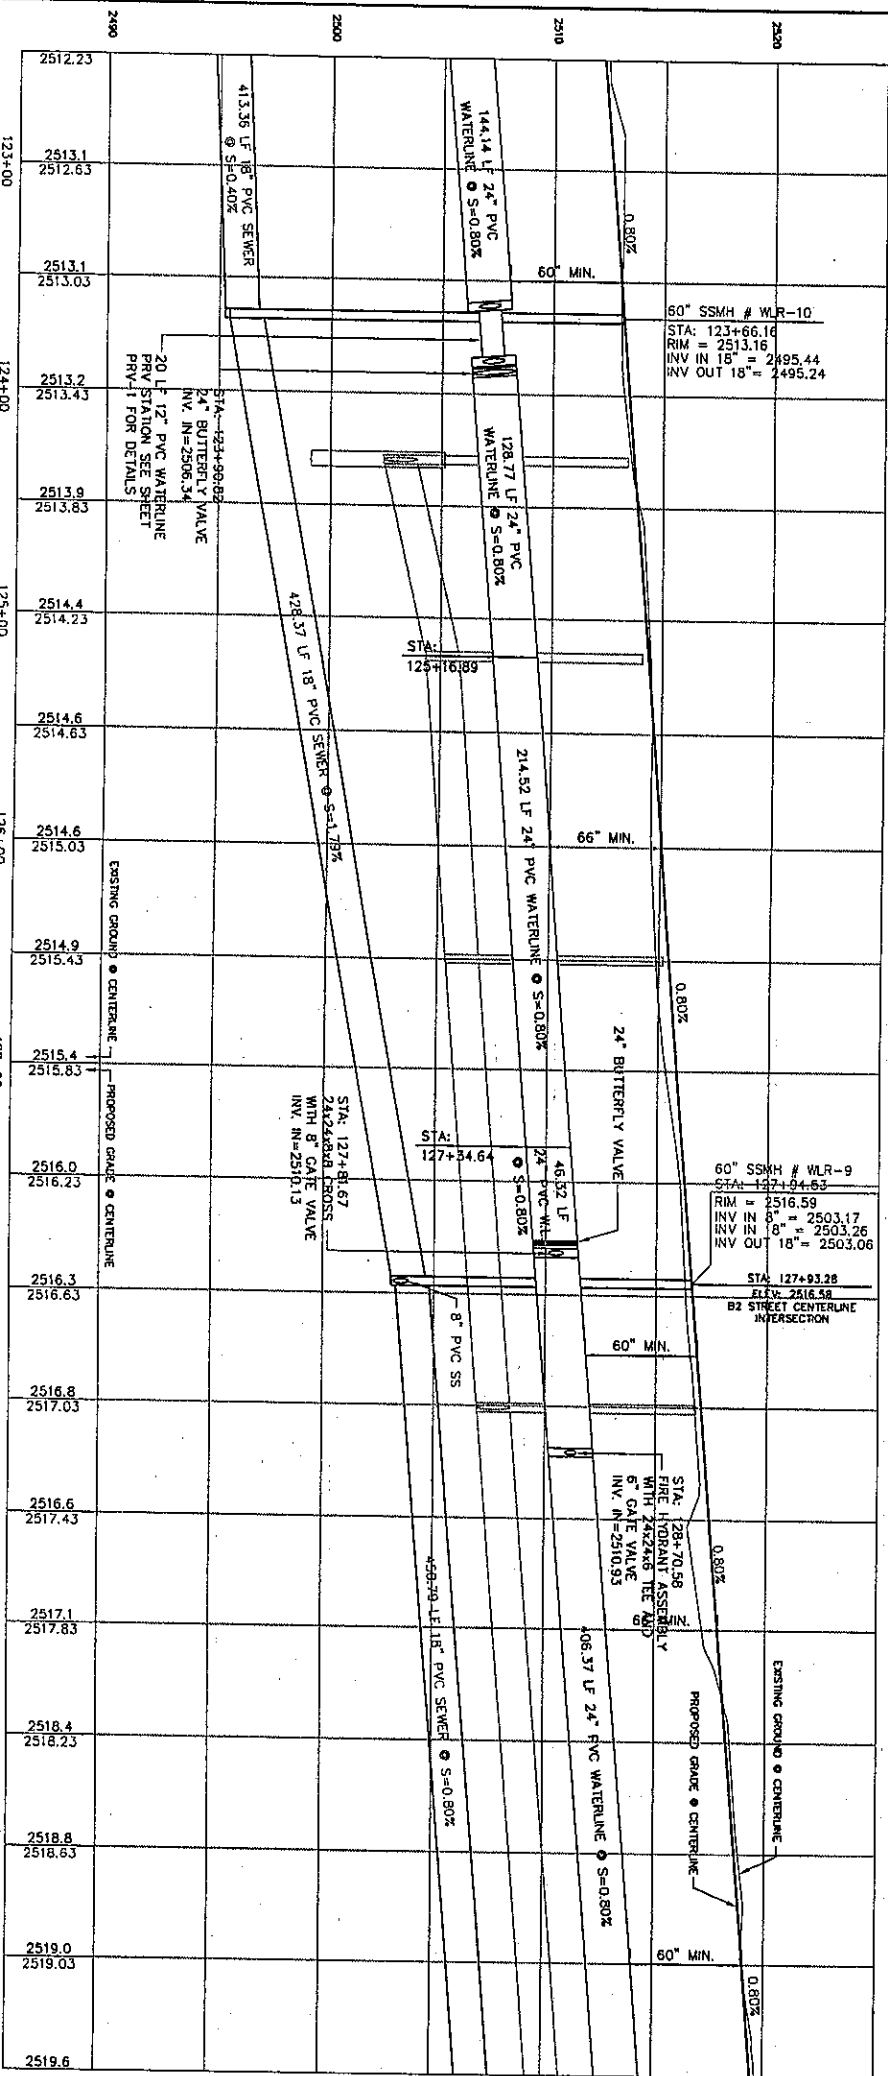 2490
2500
2510
2520
2512.23
413.36 LF 18" PVC SEWER
@ S=0.40%
144.14 LF 24" PVC
WATERLINE @ S=0.80%
0.80%
123+00
2513.1
2512.63
2513.1
2513.03
60" MIN.
60" SSMH # WLR-10
STA: 123+66.16
RIM = 2513.16
INV IN 18" = 2495.44
INV OUT 18"= 2495.24
20 LF 12" PVC WATERLINE
PRV STATION SEE SHEET
PRV-1 FOR DETAILS
STA: 123+90.82
24" BUTTERFLY VALVE
INV. IN=2506.34
124+00
2513.2
2513.43
128.77 LF 24" PVC
WATERLINE @ S=0.80%
2513.9
2513.83
428.37 LF 18" PVC SEWER @ S=1.79%
125+00
2514.4
2514.23
STA:
125+16.89
2514.6
2514.63
214.52 LF 24" PVC WATERLINE @ S=0.80%
126+00
2514.6
2515.03
66" MIN.
2514.9
2515.43
0.80%
EXISTING GROUND @ CENTERLINE
PROPOSED GRADE @ CENTERLINE
2515.4
2515.83
24" BUTTERFLY VALVE
STA: 127+81.67
24x24x8x8 CROSS
WITH 8" GATE VALVE
INV. IN=2510.13
STA:
127+34.64
46.32 LF
24" PVC WL
@ S=0.80%
2516.0
2516.23
60" SSMH # WLR-9
STA: 127+94.53
RIM = 2516.59
INV IN 8" = 2503.17
INV IN 18" = 2503.26
INV OUT 18"= 2503.06
STA: 127+93.28
ELEV: 2516.58
B2 STREET CENTERLINE
INTERSECTION
2516.3
2516.63
8" PVC SS
60" MIN.
2516.8
2517.03
STA: 128+70.58
FIRE HYDRANT ASSEMBLY
WITH 24x24x6 TEE AND
6" GATE VALVE
INV. IN=2510.93
2516.6
2517.43
0.80%
458.79 LF 18" PVC SEWER @ S=0.80%
406.37 LF 24" PVC WATERLINE @ S=0.80%
MIN.
2517.1
2517.83
EXISTING GROUND @ CENTERLINE
PROPOSED GRADE @ CENTERLINE
2518.4
2518.23
2518.8
2518.63
2519.0
2519.03
60" MIN.
0.80%
2519.6